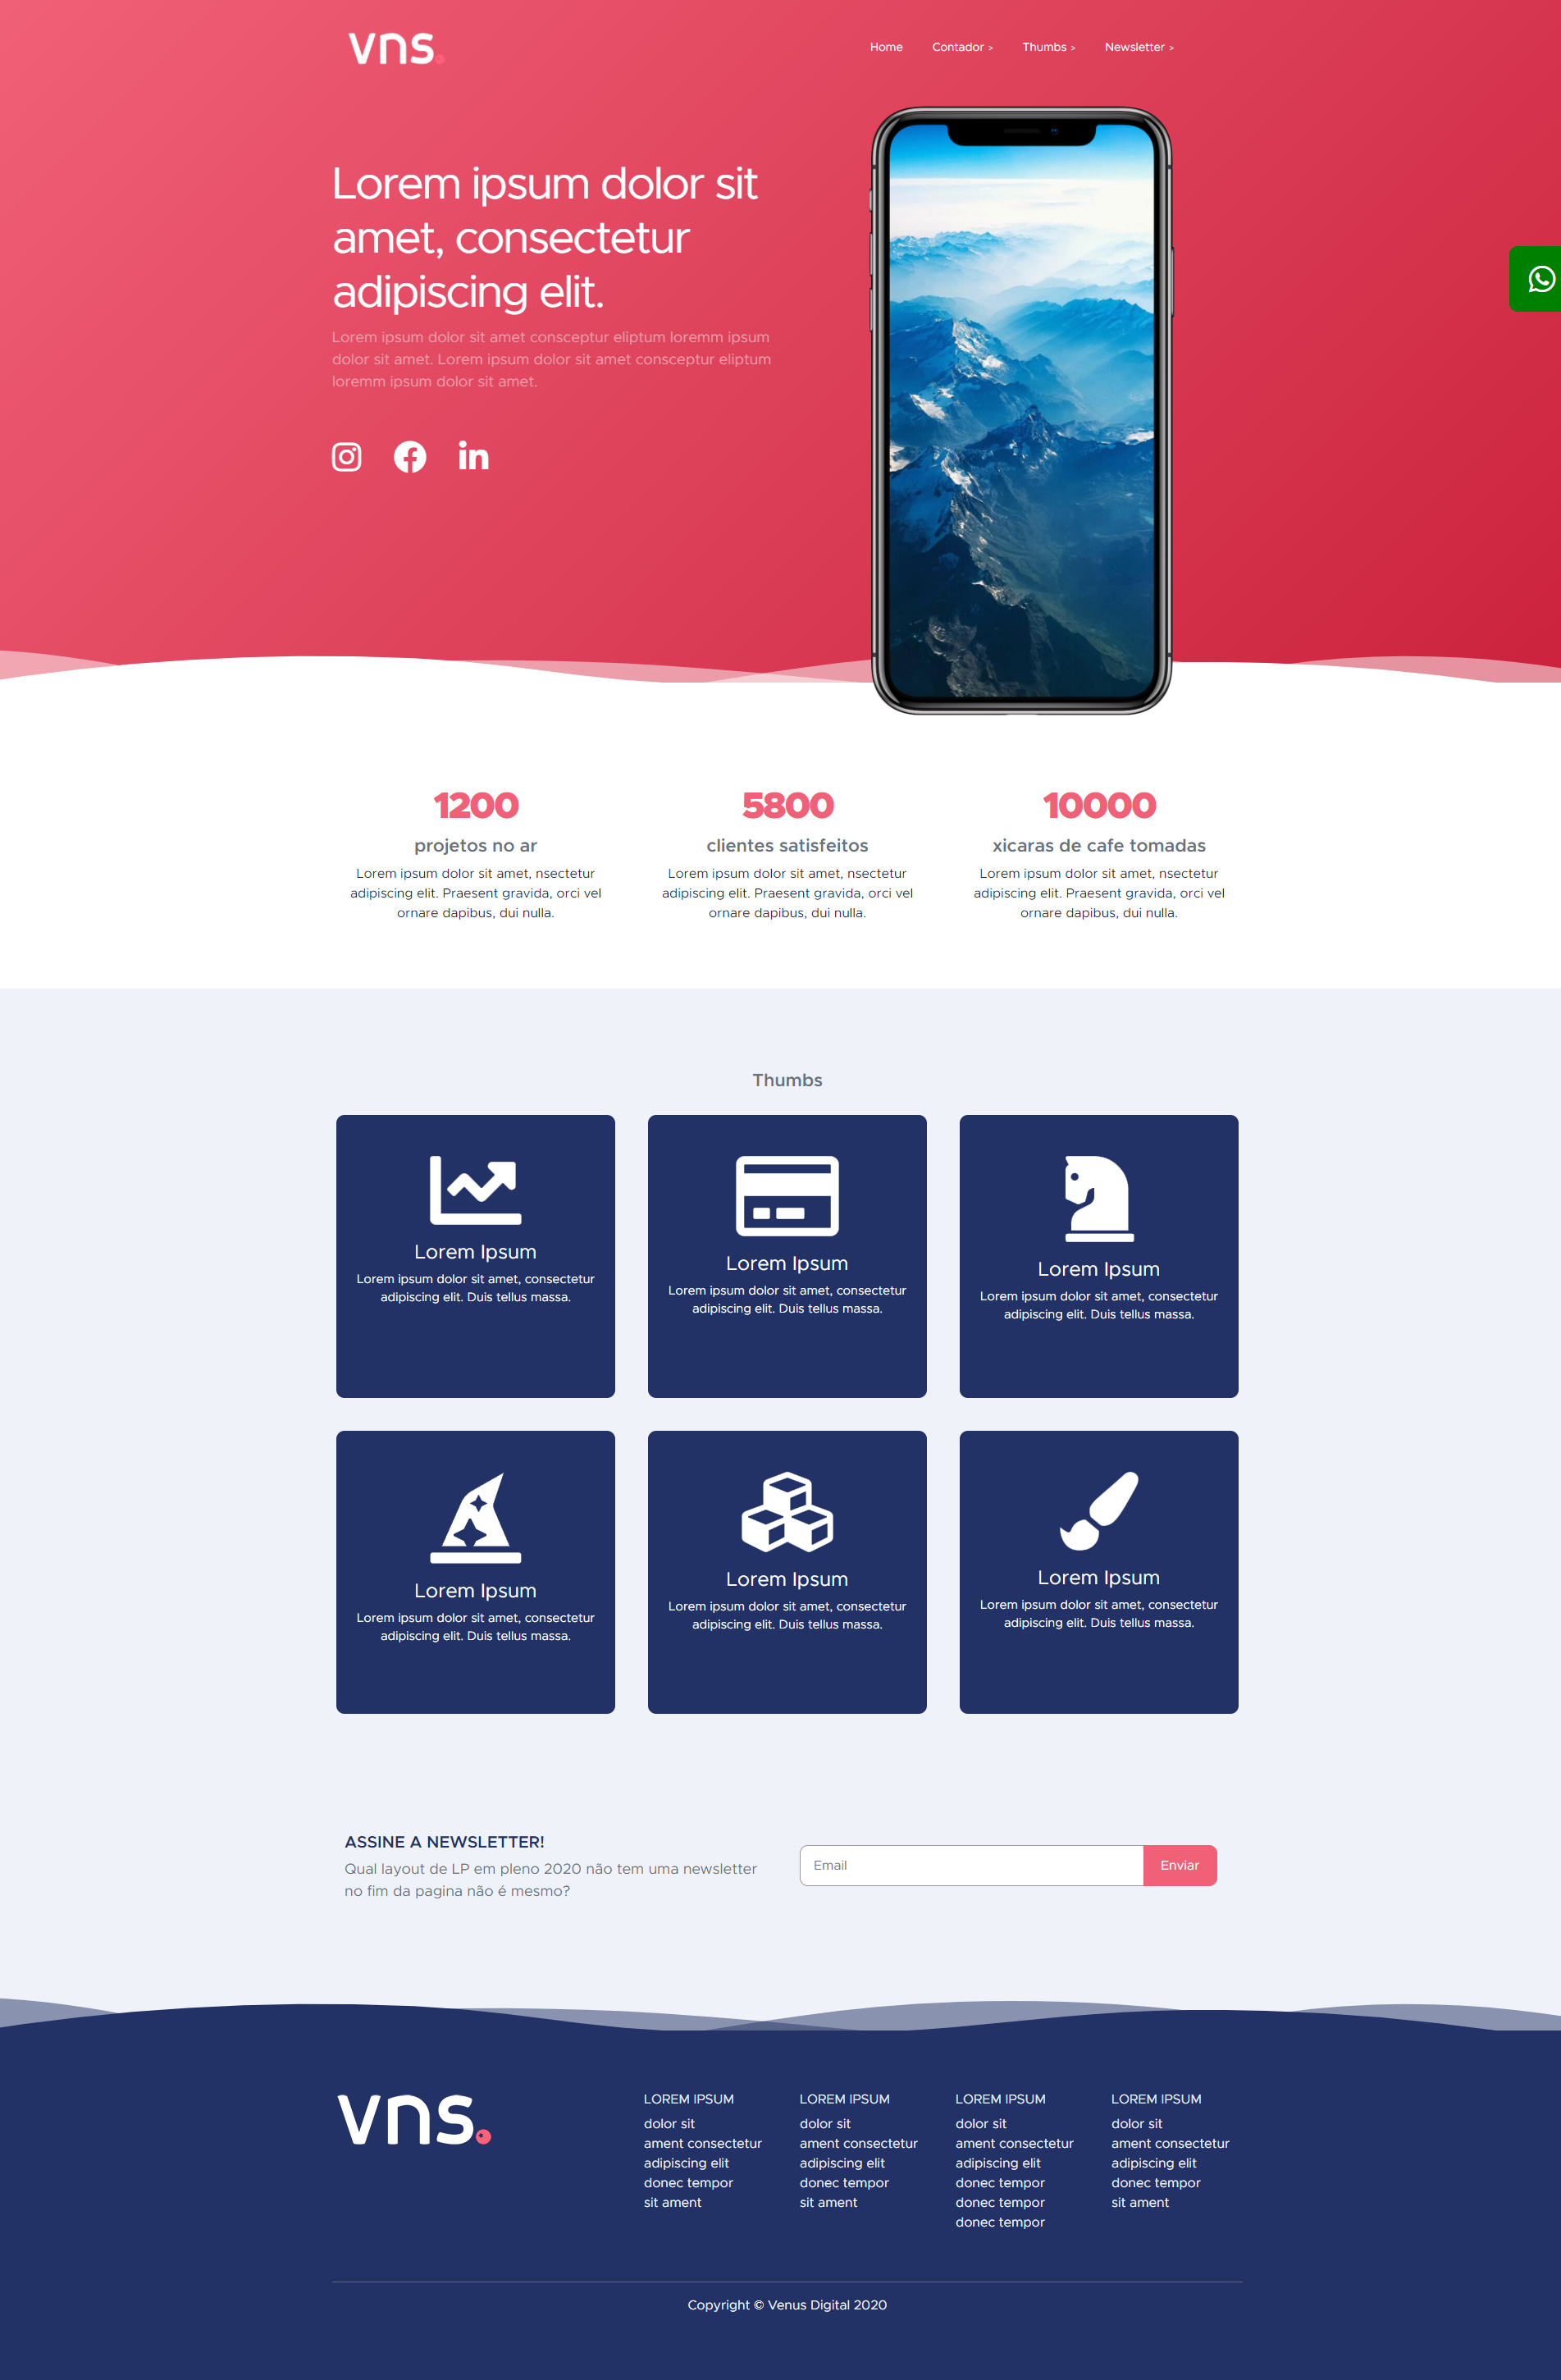 vns.
Home
Contador >
Thumbs >
Newsletter >
Lorem ipsum dolor sit
amet, consectetur
adipiscing elit.
Lorem ipsum dolor sit amet consceptur eliptum loremm ipsum
dolor sit amet. Lorem ipsum dolor sit amet consceptur eliptum
loremm ipsum dolor sit amet.
1200
projetos no ar
Lorem ipsum dolor sit amet, nsectetur
adipiscing elit. Praesent gravida, orci vel
ornare dapibus, dui nulla.
5800
clientes satisfeitos
Lorem ipsum dolor sit amet, nsectetur
adipiscing elit. Praesent gravida, orci vel
ornare dapibus, dui nulla.
10000
xicaras de cafe tomadas
Lorem ipsum dolor sit amet, nsectetur
adipiscing elit. Praesent gravida, orci vel
ornare dapibus, dui nulla.
Thumbs
Lorem Ipsum
Lorem ipsum dolor sit amet, consectetur
adipiscing elit. Duis tellus massa.
Lorem Ipsum
Lorem ipsum dolor sit amet, consectetur
adipiscing elit. Duis tellus massa.
Lorem Ipsum
Lorem ipsum dolor sit amet, consectetur
adipiscing elit. Duis tellus massa.
Lorem Ipsum
Lorem ipsum dolor sit amet, consectetur
adipiscing elit. Duis tellus massa.
Lorem Ipsum
Lorem ipsum dolor sit amet, consectetur
adipiscing elit. Duis tellus massa.
Lorem Ipsum
Lorem ipsum dolor sit amet, consectetur
adipiscing elit. Duis tellus massa.
ASSINE A NEWSLETTER!
Qual layout de LP em pleno 2020 não tem uma newsletter
no fim da pagina não é mesmo?
Email
Enviar
vns.
LOREM IPSUM
dolor sit
ament consectetur
adipiscing elit
donec tempor
sit ament
LOREM IPSUM
dolor sit
ament consectetur
adipiscing elit
donec tempor
sit ament
LOREM IPSUM
dolor sit
ament consectetur
adipiscing elit
donec tempor
donec tempor
donec tempor
LOREM IPSUM
dolor sit
ament consectetur
adipiscing elit
donec tempor
sit ament
Copyright © Venus Digital 2020